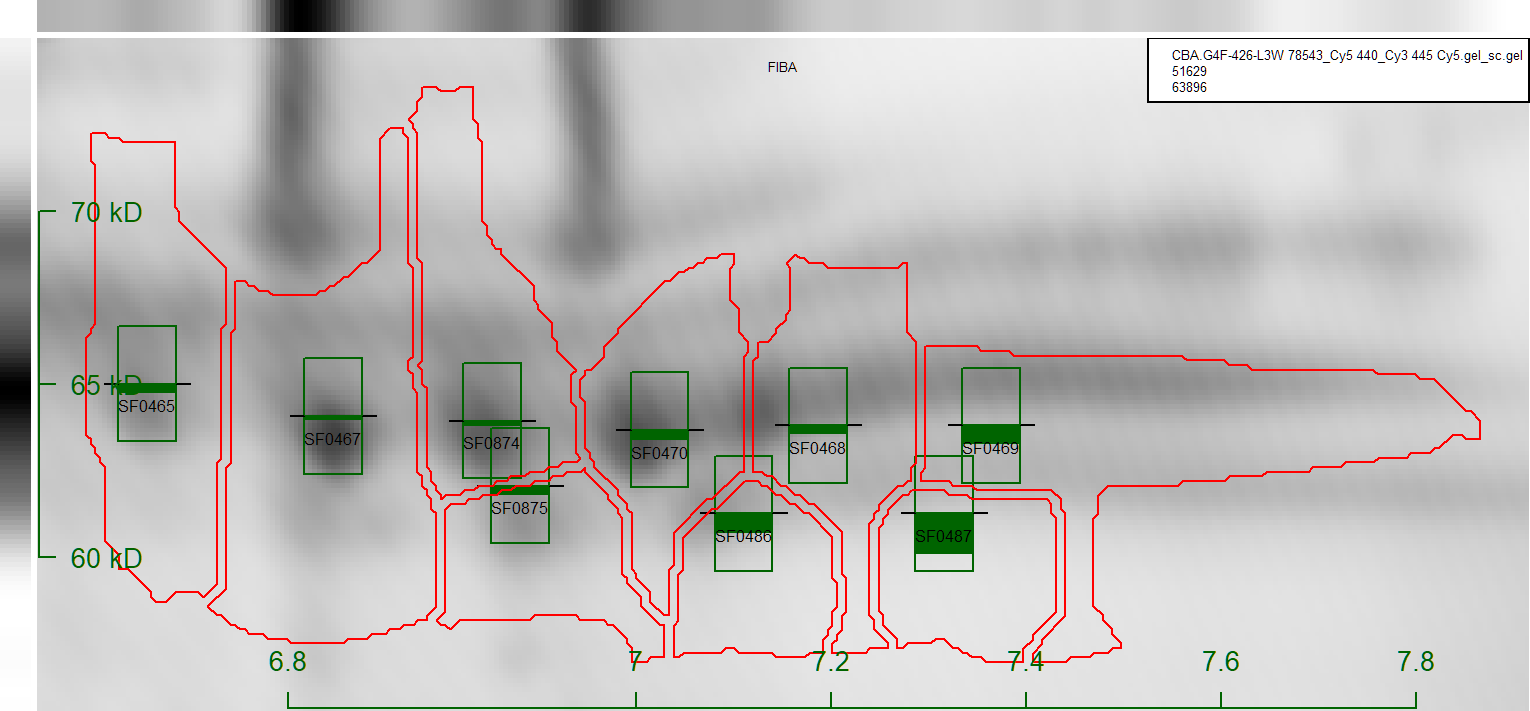 FIBA
CBA.G4F-426-L3W 78543_Cy5 440_Cy3 445 Cy5.gel_sc.gel
51629
63896
70 kD
65 kD
SF0465
SF0467
SF0874
SF0470
SF0468
SF0469
SF0875
SF0486
SF0487
60 kD
6.8
7
7.2
7.4
7.6
7.8